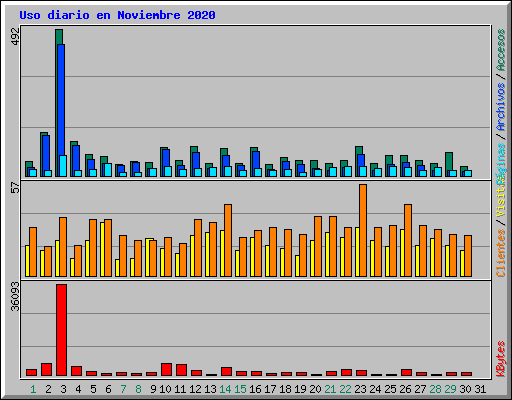 Uso diario en Noviembre 2020
492
57
36093
Clientes / Visitas
Páginas / Archivos / Accesos
KBytes
1 2 3 4 5 6 7 8 9 10 11 12 13 14 15 16 17 18 19 20 21 22 23 24 25 26 27 28 29 30 31